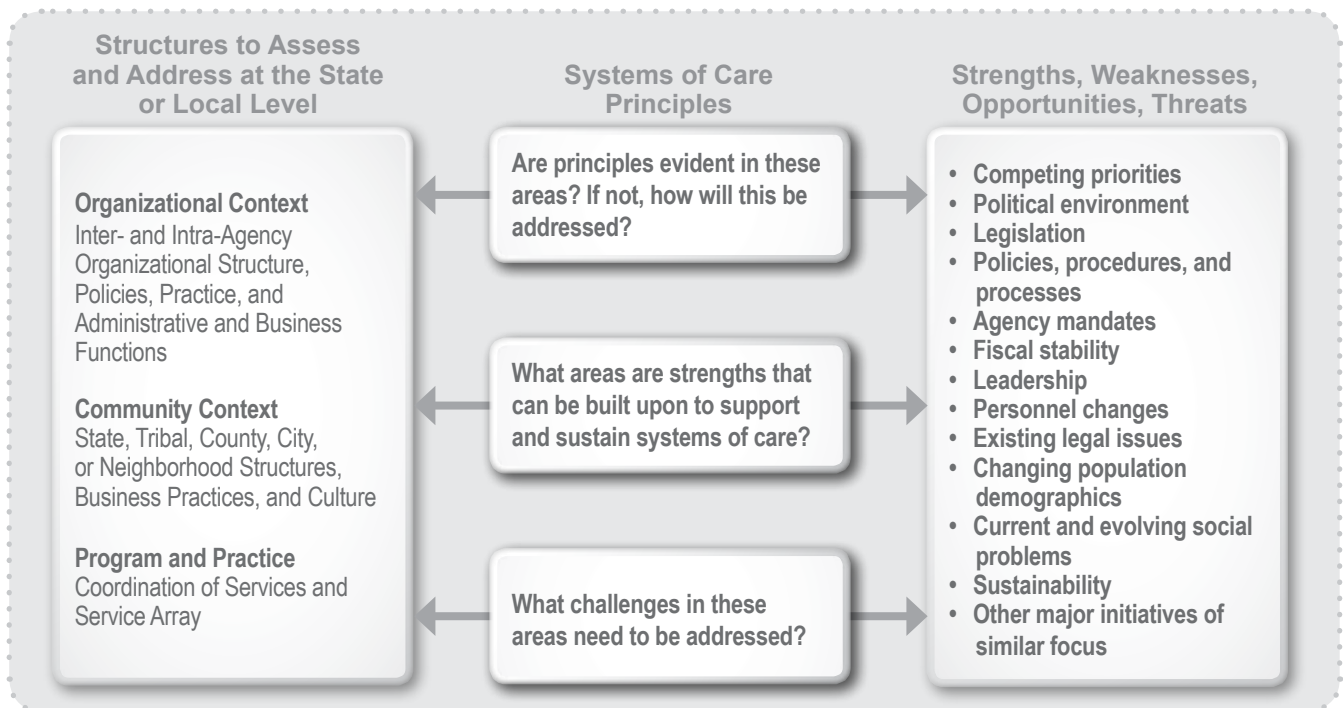 Structures to Assess
and Address at the State
or Local Level
Organizational Context
Inter- and Intra-Agency
Organizational Structure,
Policies, Practice, and
Administrative and Business
Functions
Community Context
State, Tribal, County, City,
or Neighborhood Structures,
Business Practices, and Culture
Program and Practice
Coordination of Services and
Service Array
Systems of Care
Principles
Are principles evident in these
areas? If not, how will this be
addressed?
What areas are strengths that
can be built upon to support
and sustain systems of care?
What challenges in these
areas need to be addressed?
Strengths, Weaknesses,
Opportunities, Threats
• Competing priorities
• Political environment
• Legislation
• Policies, procedures, and
processes
• Agency mandates
• Fiscal stability
• Leadership
• Personnel changes
• Existing legal issues
• Changing population
demographics
• Current and evolving social
problems
• Sustainability
• Other major initiatives of
similar focus